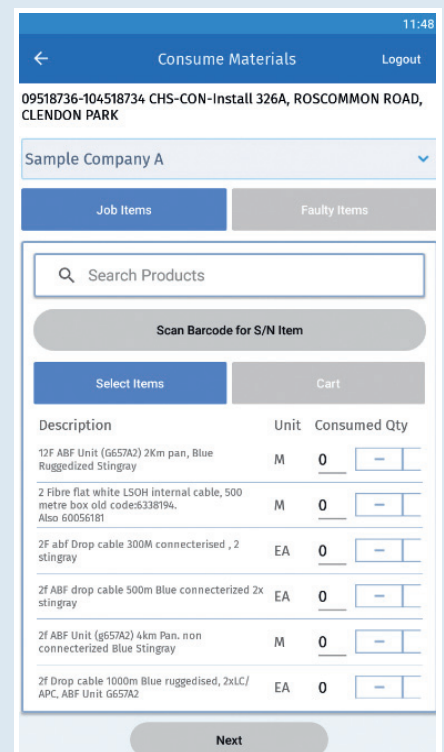 11:48
Consume Materials Logout
09518736-104518734 CHS-CON-Install 326A, ROSCOMMON ROAD,
CLENDON PARK
Sample Company A
Job Items Faulty Items
Search Products
Scan Barcode for S/N Item
Select Items Cart
Description Unit Consumed Qty
12F ABF Unit (G657A2) 2Km pan, Blue
Ruggedized Stingray M 0 −
2 Fibre flat white LSOH internal cable, 500
metre box old code:6338194.
Also 60056181 M 0 −
2F abf Drop cable 300M connecterised , 2
stingray EA 0 −
2f ABF drop cable 500m Blue connecterized 2x
stingray EA 0 −
2f ABF Unit (g657A2) 4km Pan. non
connecterized Blue Stingray M 0 −
2f Drop cable 1000m Blue ruggedised, 2xLC/
APC, ABF Unit G657A2 EA 0 −
Next